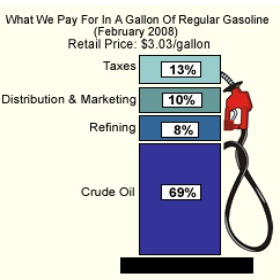 What We Pay For In A Gallon Of Regular Gasoline
(February 2008)
Retail Price: $3.03/gallon
Taxes 13%
Distribution & Marketing 10%
Refining 8%
Crude Oil 69%